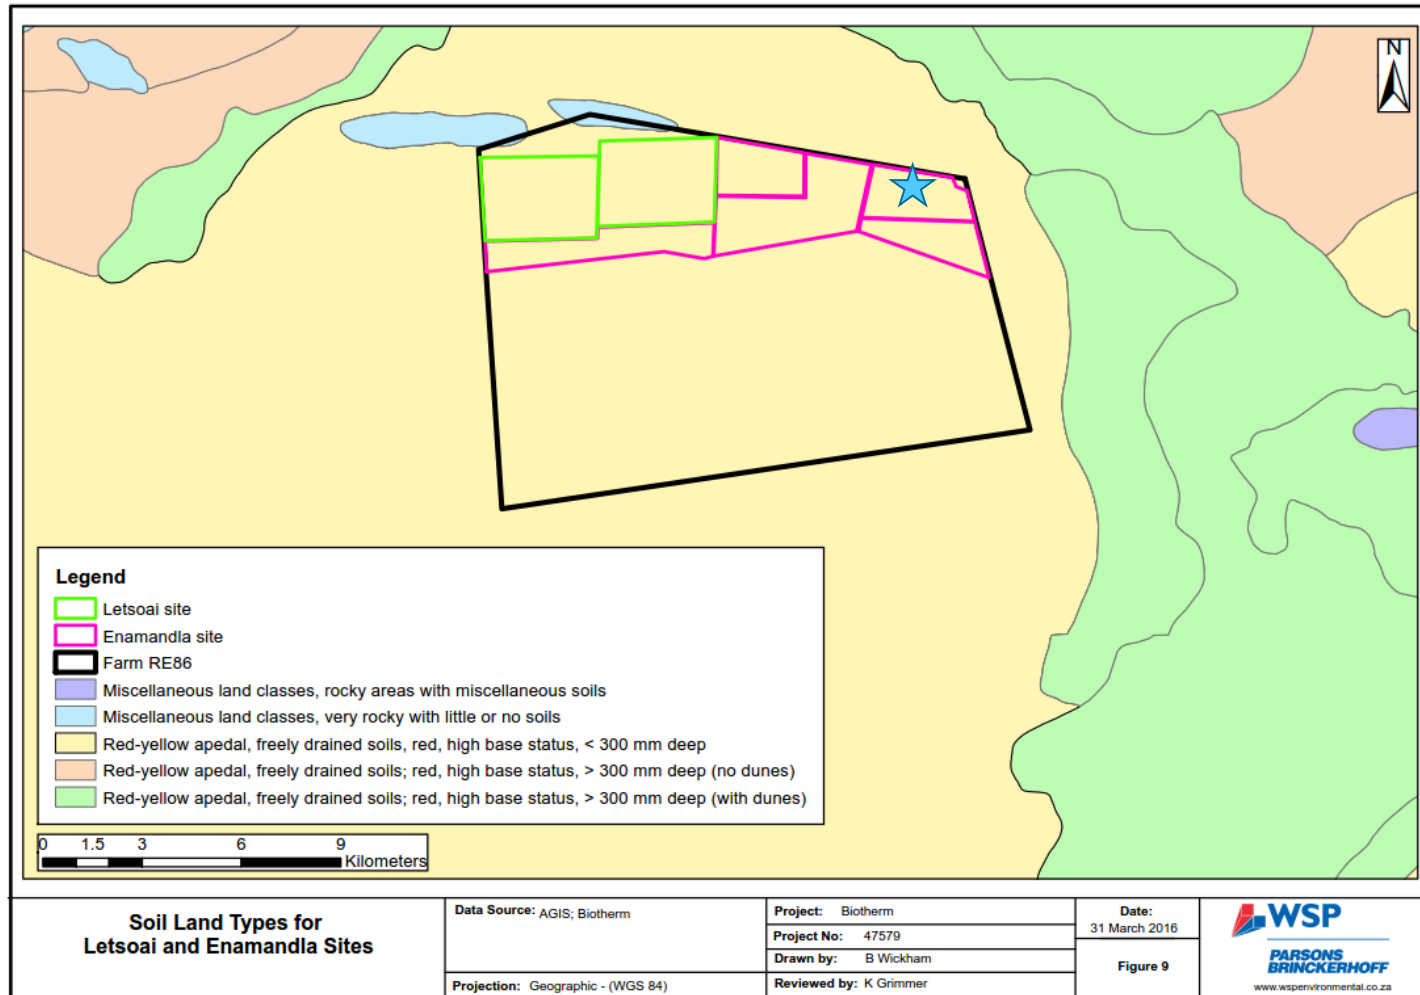 N
Legend
Letsoai site
Enamandla site
Farm RE86
Miscellaneous land classes, rocky areas with miscellaneous soils
Miscellaneous land classes, very rocky with little or no soils
Red-yellow apedal, freely drained soils, red, high base status, < 300 mm deep
Red-yellow apedal, freely drained soils; red, high base status, > 300 mm deep (no dunes)
Red-yellow apedal, freely drained soils; red, high base status, > 300 mm deep (with dunes)
0 1.5 3 6 9
Kilometers
Soil Land Types for
Letsoai and Enamandla Sites
Data Source: AGIS; Biotherm
Projection: Geographic - (WGS 84)
Project: Biotherm
Project No: 47579
Drawn by: B Wickham
Reviewed by: K Grimmer
Date:
31 March 2016
Figure 9
WSP
PARSONS
BRINCKERHOFF
www.wspenvironmental.co.za